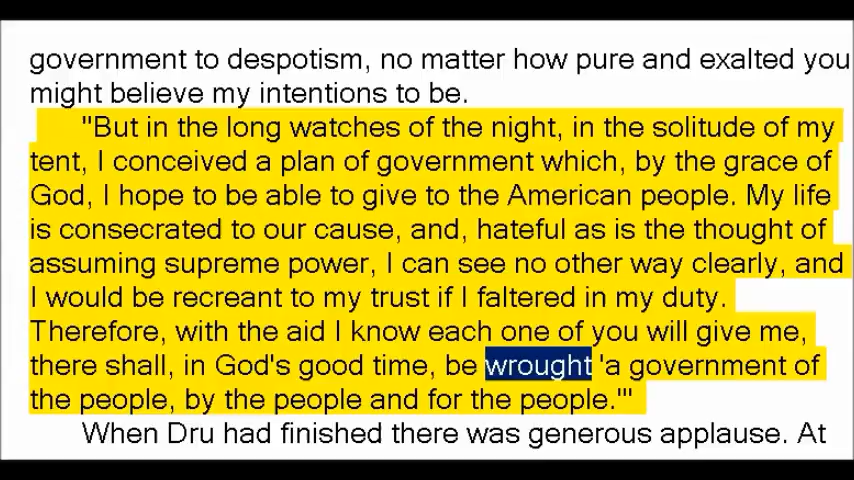 government to despotism, no matter how pure and exalted you
might believe my intentions to be.
"But in the long watches of the night, in the solitude of my
tent, I conceived a plan of government which, by the grace of
God, I hope to be able to give to the American people. My life
is consecrated to our cause, and, hateful as is the thought of
assuming supreme power, I can see no other way clearly, and
I would be recreant to my trust if I faltered in my duty.
Therefore, with the aid I know each one of you will give me,
there shall, in God's good time, be wrought 'a government of
the people, by the people and for the people.'"
When Dru had finished there was generous applause. At